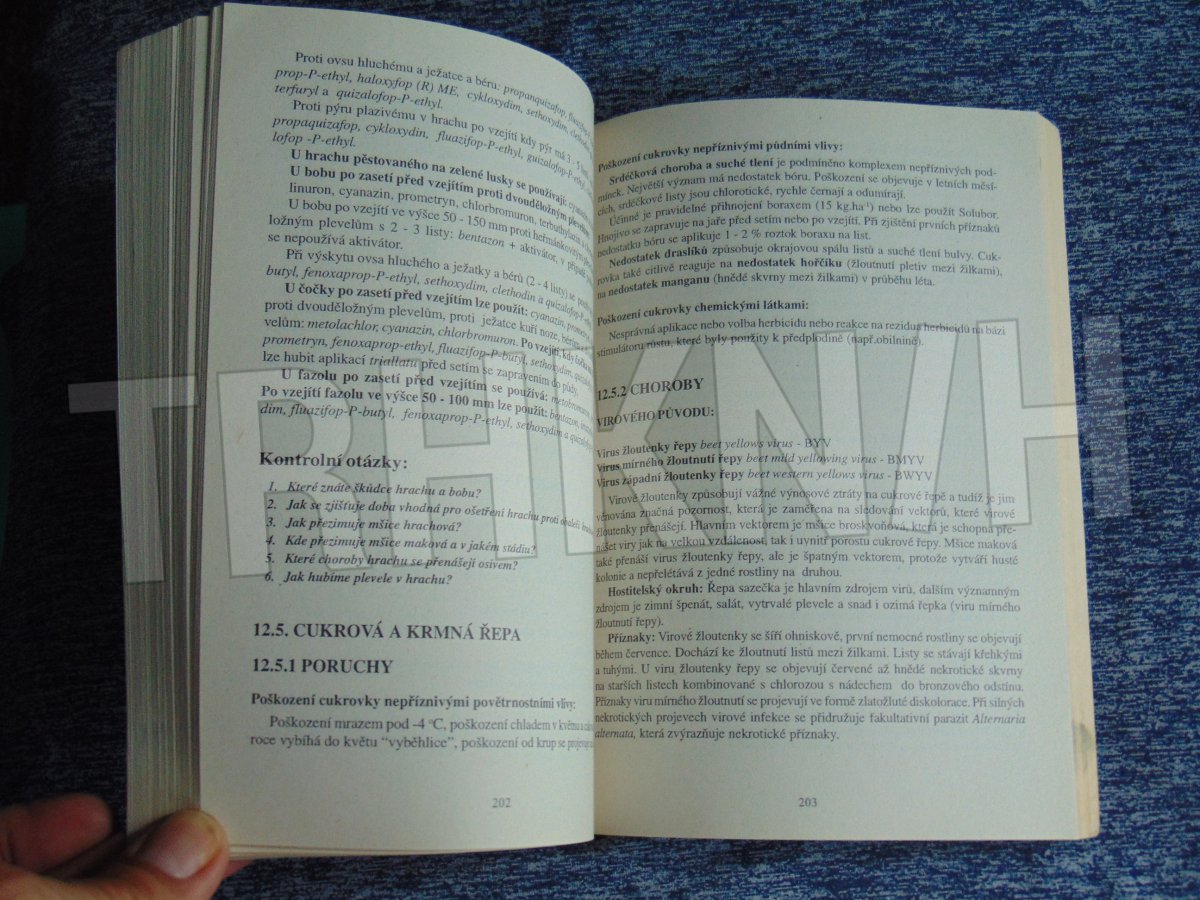 Proti ovsu hluchému a ježatce a béru: propanquizafop,
prop-P-ethyl, haloxyfop (R) ME, cykloxydim, sethoxydim,
terfuryl a quizalofop-P-ethyl.
Proti pýru plazivému v hrachu po vzejítí kdy pýr má 3 - 5
propaquizafop, cykloxydin, fluazifop-P-ethyl, guizalofop-P-ethyl,
lofop -P-ethyl.
U hrachu pěstovaného na zelené lusky se používají:
U bobu po zasetí před vzejítím proti dvouděložným
linuron, cyanazin, prometryn, chlorbromuron, terbuthylazin
U bobu po vzejítí ve výšce 50 - 150 mm proti heřmánkovitým
ložným plevelům s 2 - 3 listy: bentazon + aktivátor, v případě
se nepoužívá aktivátor.
Při výskytu ovsa hluchého a ježatky a bérů (2 - 4 listy) se
butyl, fenoxaprop-P-ethyl, sethoxydim, clethodin a quizalofop-P-
U čočky po zasetí před vzejítím lze použít: cyanazin,
proti dvouděložným plevelům, proti ježatce kuří noze,
velům: metolachlor, cyanazin, chlorbromuron. Po vzejítí, kdy čočka
prometryn, fenoxaprop-ethyl, fluazifop-P-butyl, sethoxydim,
lze hubit aplikací triallatu před setím se zapravením do půdy.
U fazolu po zasetí před vzejítím se používá: metobromuron,
Po vzejítí fazolu ve výšce 50 - 100 mm lze použít: bentazon,
dim, fluazifop-P-butyl, fenoxaprop-P-ethyl, sethoxydim a
Kontrolní otázky:
1. Které znáte škůdce hrachu a bobu?
2. Jak se zjišťuje doba vhodná pro ošetření hrachu proti obaleči
3. Jak přezimuje mšice hrachová?
4. Kde přezimuje mšice maková a v jakém stádiu?
5. Které choroby hrachu se přenášejí osivem?
6. Jak hubíme plevele v hrachu?
12.5. CUKROVÁ A KRMNÁ ŘEPA
12.5.1 PORUCHY
Poškození cukrovky nepříznivými povětrnostními vlivy:
Poškození mrazem pod -4 °C, poškození chladem v květnu a
roce vybíhá do květu “vyběhlice”, poškození od krup se projevuje
202
Poškození cukrovky nepříznivými půdními vlivy:
Srdéčková choroba a suché tlení je podmíněno komplexem nepříznivých pod-
mínek. Největší význam má nedostatek bóru. Poškození se objevuje v letních měsí-
cích, srdéčkové listy jsou chlorotické, rychle černají a odumírají.
Účinné je pravidelné přihnojení boraxem (15 kg.ha-1) nebo lze použít Solubor.
Hnojivo se zapravuje na jaře před setím nebo po vzejítí. Při zjištění prvních příznaků
nedostatku bóru se aplikuje 1 - 2 % roztok boraxu na list.
Nedostatek draslíků způsobuje okrajovou spálu listů a suché tlení bulvy. Cuk-
rovka také citlivě reaguje na nedostatek hořčíku (žloutnutí pletiv mezi žilkami),
na nedostatek manganu (hnědé skvrny mezi žilkami) v průběhu léta.
Poškození cukrovky chemickými látkami:
Nesprávná aplikace nebo volba herbicidu nebo reakce na rezidua herbicidů na bázi
stimulátoru růstu, které byly použity k předplodině (např.obilnině).
12.5.2 CHOROBY
VIROVÉHO PŮVODU:
Virus žloutenky řepy beet yellows virus - BYV
Virus mírného žloutnutí řepy beet mild yellowing virus - BMYV
Virus západní žloutenky řepy beet western yellows virus - BWYV
Virové žloutenky způsobují vážné výnosové ztráty na cukrové řepě a tudíž je jim
věnována značná pozornost, která je zaměřena na sledování vektorů, které virové
žloutenky přenášejí. Hlavním vektorem je mšice broskvoňová, která je schopná pře-
nášet viry jak na velkou vzdálenost, tak i uvnitř porostu cukrové řepy. Mšice maková
také přenáší virus žloutenky řepy, ale je špatným vektorem, protože vytváří husté
kolonie a nepřelétává z jedné rostliny na druhou.
Hostitelský okruh: Řepa sazečka je hlavním zdrojem virů, dalším významným
zdrojem je zimní špenát, salát, vytrvalé plevele a snad i ozimá řepka (viru mírného
žloutnutí řepy).
Příznaky: Virové žloutenky se šíří ohniskově, první nemocné rostliny se objevují
během července. Dochází ke žloutnutí listů mezi žilkami. Listy se stávají křehkými
a tuhými. U viru žloutenky řepy se objevují červené až hnědé nekrotické skvrny
na starších listech kombinované s chlorozou s nádechem do bronzového odstínu.
Příznaky viru mírného žloutnutí se projevují ve formě zlatožluté diskolorace. Při silných
nekrotických projevech virové infekce se přidružuje fakultativní parazit Alternaria
alternata, která zvýrazňuje nekrotické příznaky.
203
TRHKNIH